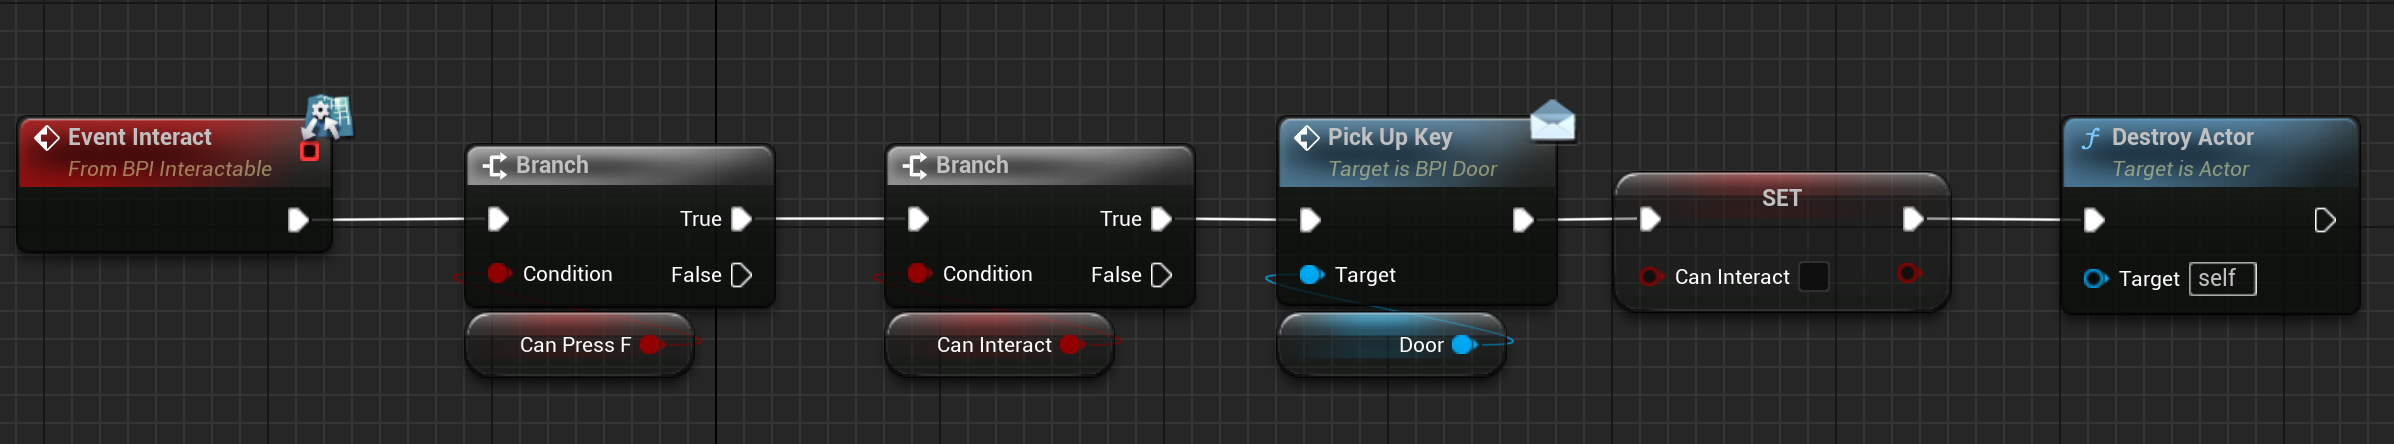 Event Interact
From BPI Interactable
Branch
True
Condition
False
Can Press F
Branch
True
Condition
False
Can Interact
Pick Up Key
Target is BPI Door
Target
Door
SET
Can Interact
Destroy Actor
Target is Actor
Target self